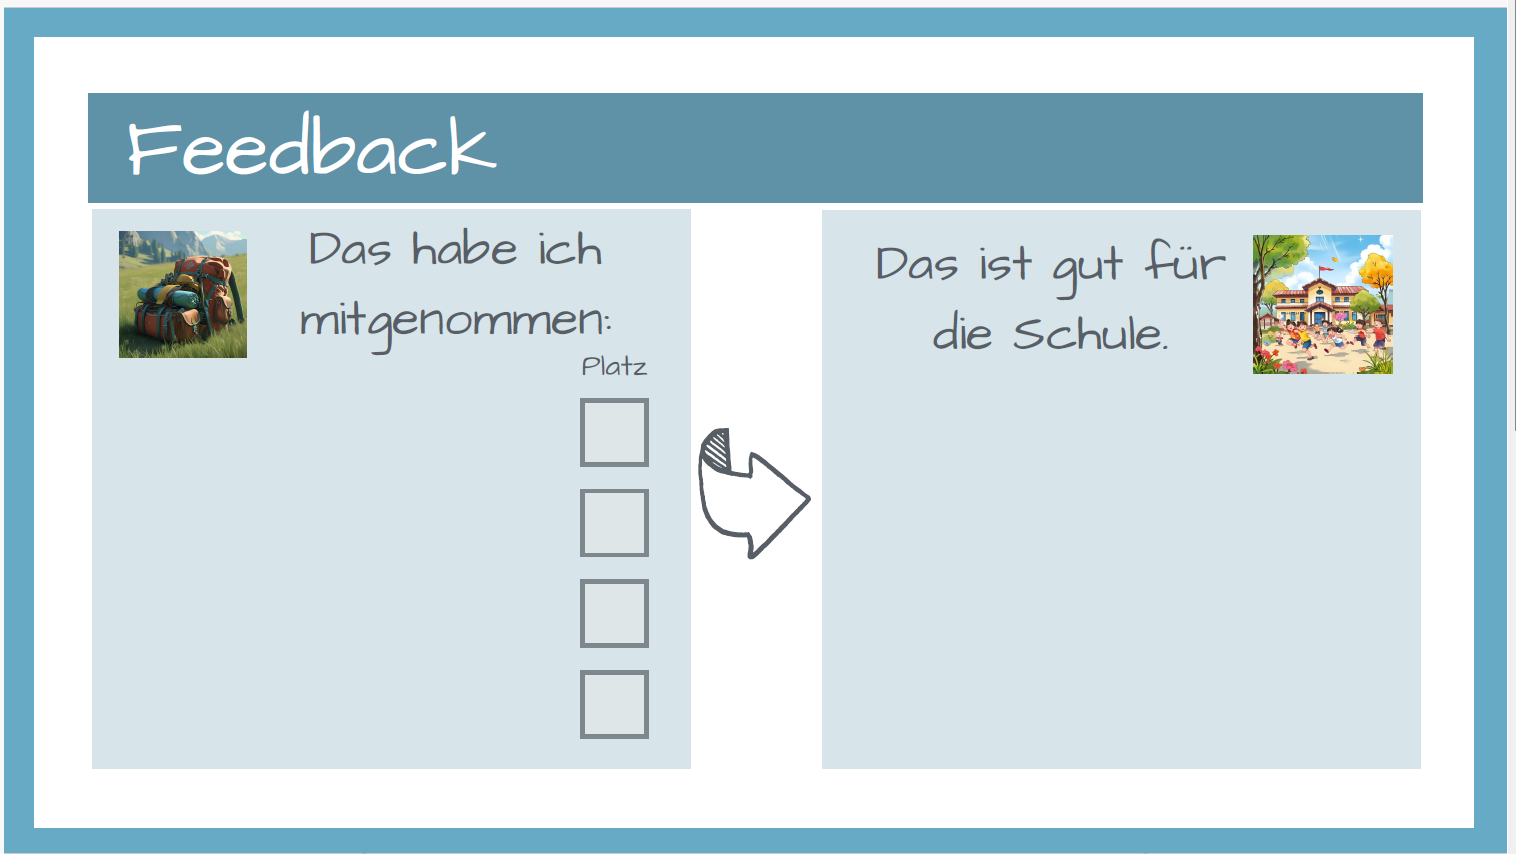 Feedback
Das habe ich
mitgenommen:
Platz
Das ist gut für
die Schule.